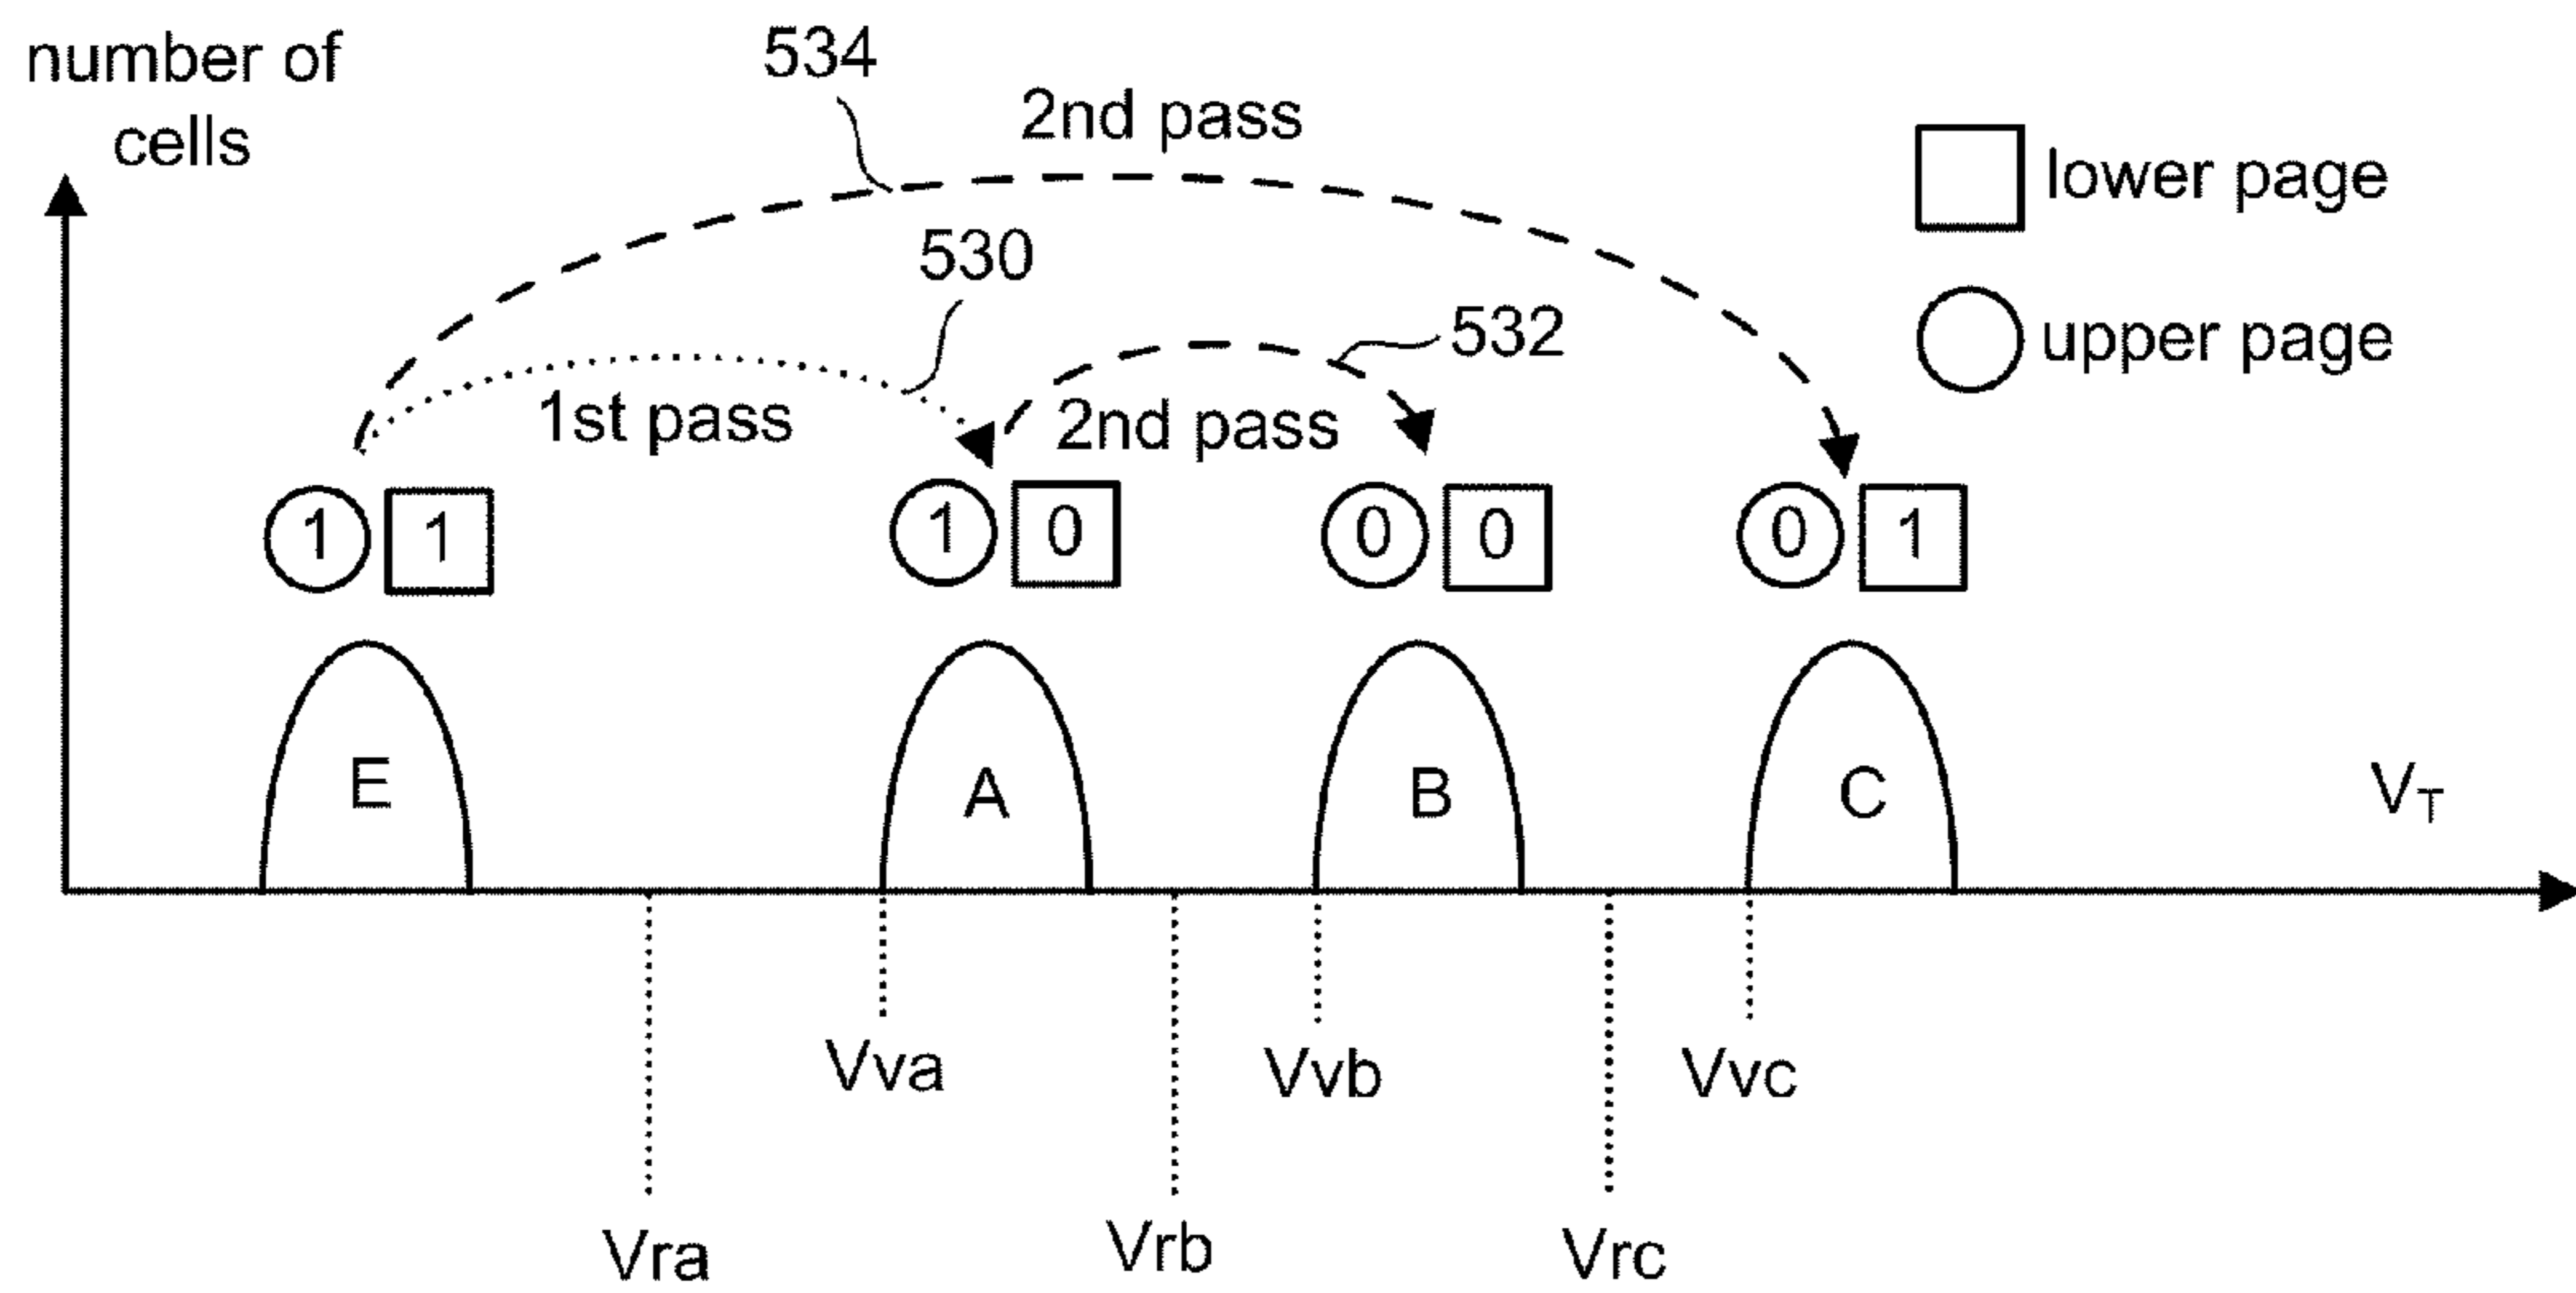 number of
cells
534
2nd pass
lower page
530
532
upper page
1st pass
2nd pass
1 1
1 0
0 0
0 1
E
A
B
C
VT
Vva
Vvb
Vvc
Vra
Vrb
Vrc